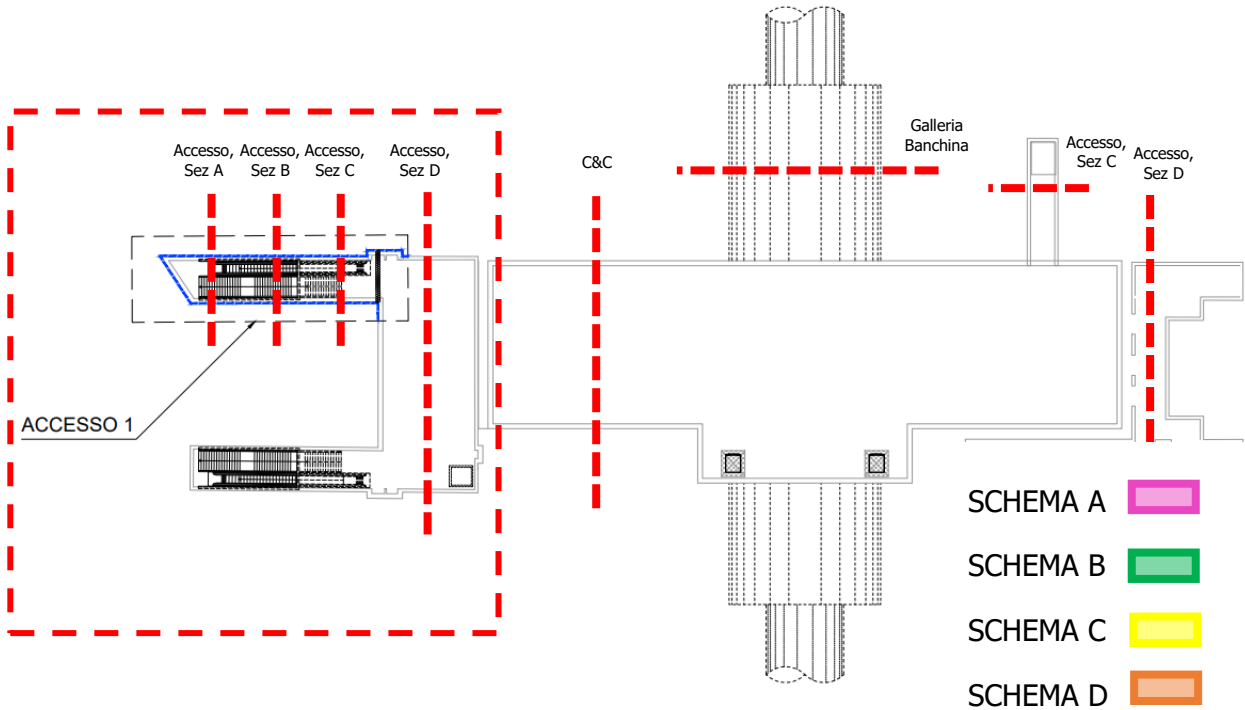 Accesso,
Sez A
Accesso,
Sez B
Accesso,
Sez C
Accesso,
Sez D
C&C
Galleria
Banchina
Accesso,
Sez C
Accesso,
Sez D
ACCESSO 1
SCHEMA A
SCHEMA B
SCHEMA C
SCHEMA D